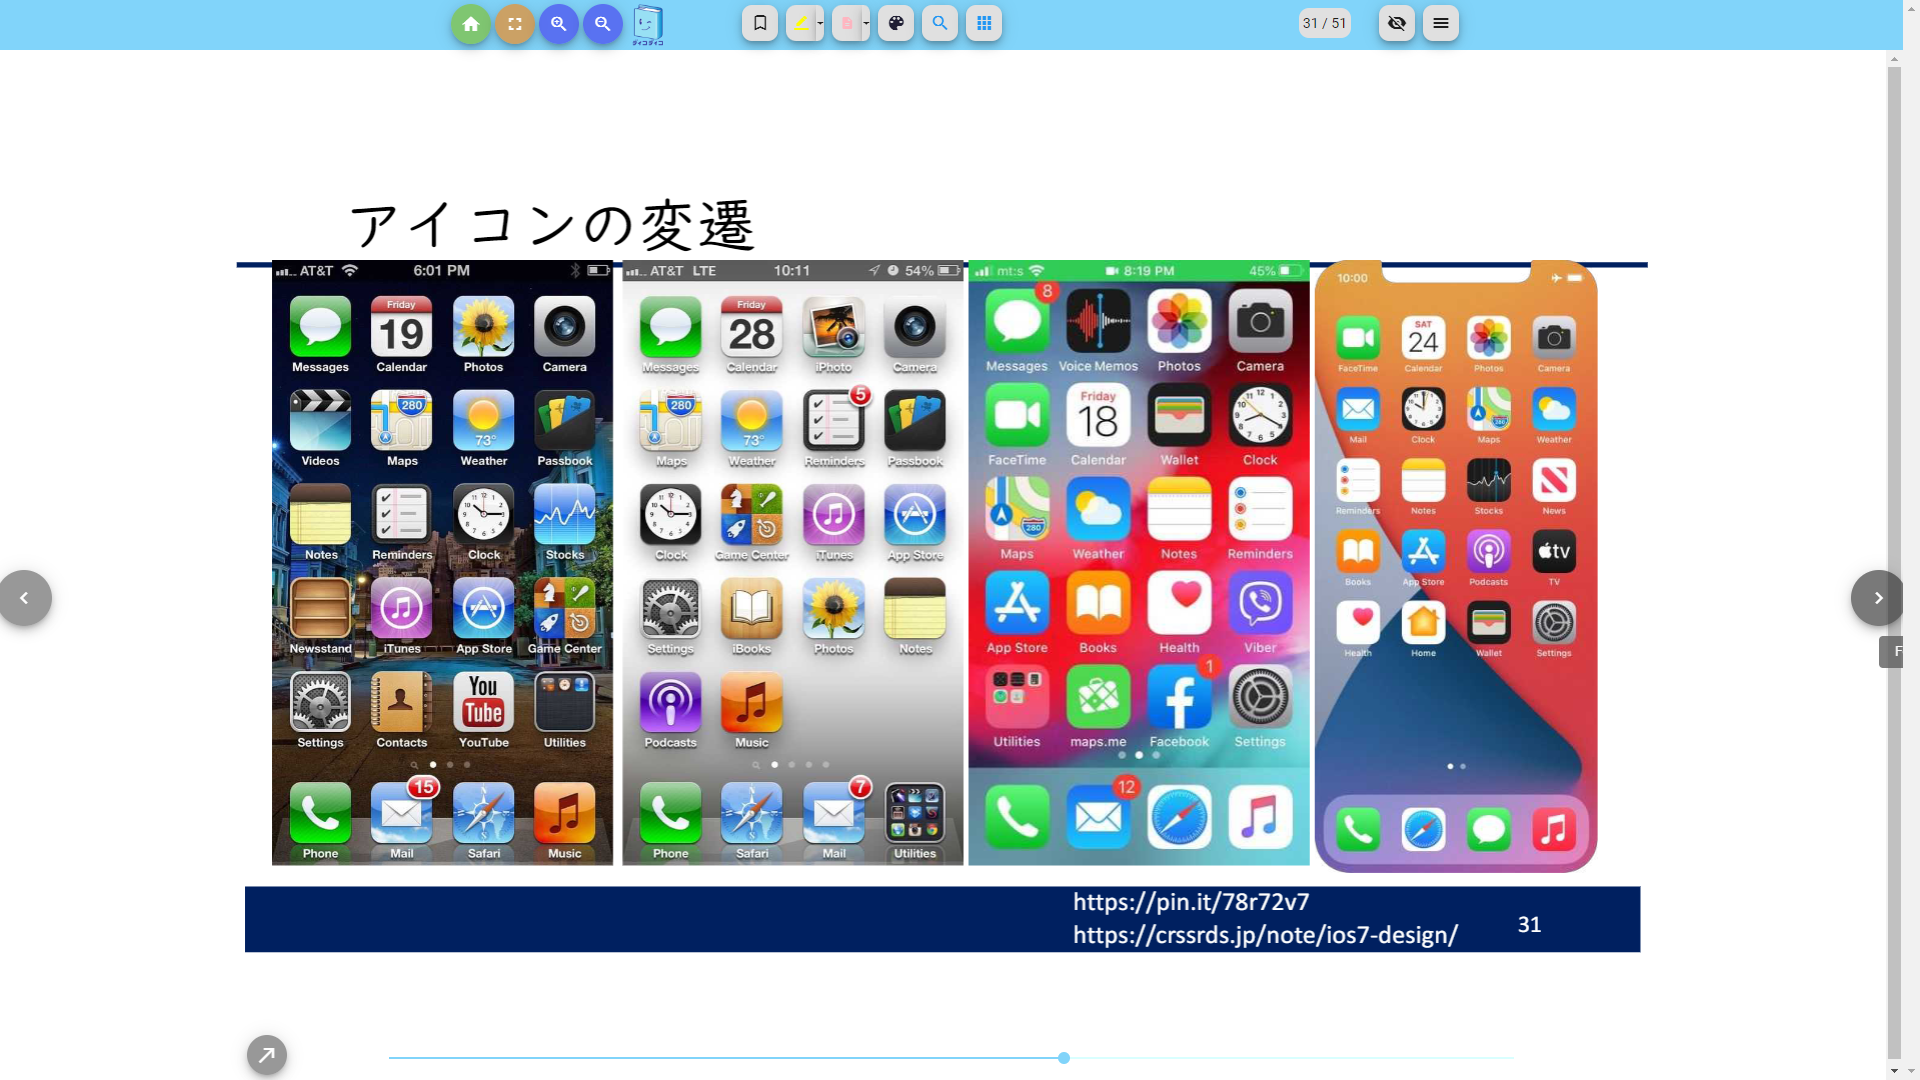 ダイコダイコ
31 / 51
アイコンの変遷
AT&T 6:01 PM
Messages Friday 19 Calendar Photos Camera
Videos 280 Maps 73° Weather Passbook
Notes Reminders Clock Stocks
Newsstand iTunes App Store Game Center
Settings Contacts You Tube YouTube Utilities
15
Phone Mail Safari Music
AT&T LTE 10:11 54%
Messages Friday 28 Calendar iPhoto Camera
280 Maps 73° Weather 5 Reminders Passbook
Clock Game Center iTunes App Store
Settings iBooks Photos Notes
Podcasts Music
7
Phone Safari Mail Utilities
mt:s 8:19 PM 45%
8
Messages Voice Memos Photos Camera
FaceTime Friday 18 Calendar Wallet Clock
280 Maps Weather Notes Reminders
App Store Books Health Viber
1
Utilities maps.me Facebook Settings
12
10:00
FaceTime SAT 24 Calendar Photos Camera
Mail Clock 280 Maps Weather
Reminders Notes Stocks News
Books App Store Podcasts tv TV
Health Home Wallet Settings
https://pin.it/78r72v7
https://crssrds.jp/note/ios7-design/
31
F